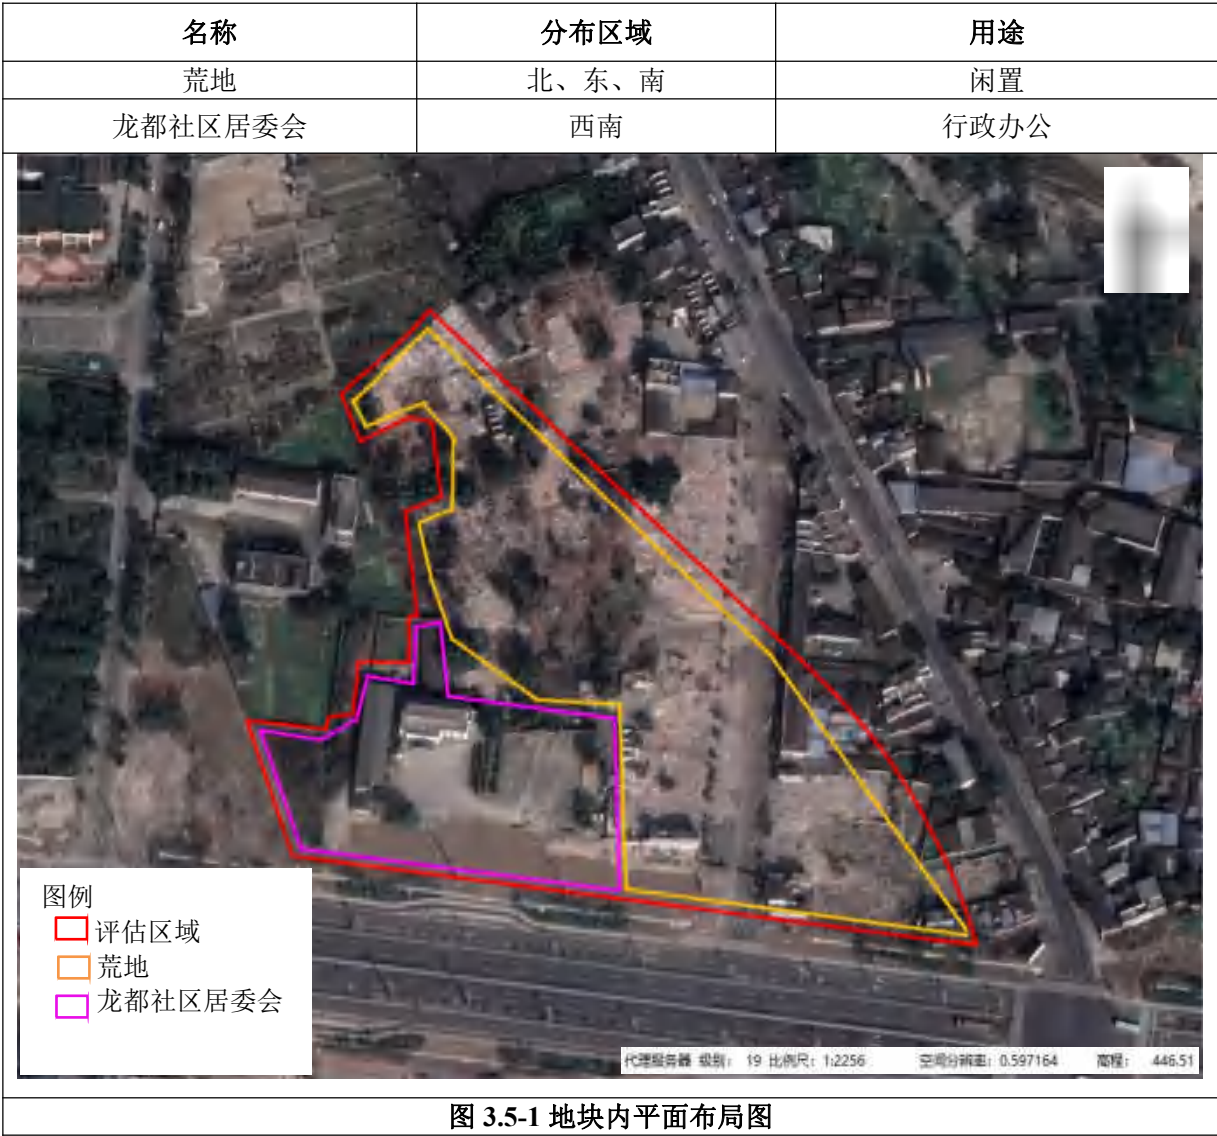 名称 分布区域 用途
荒地 北、东、南 闲置
龙都社区居委会 西南 行政办公
图例
评估区域
荒地
龙都社区居委会
代理服务器 级别： 19 比例尺： 1:2256 空间分辨率：0.597164 高程： 446.51
图 3.5-1 地块内平面布局图